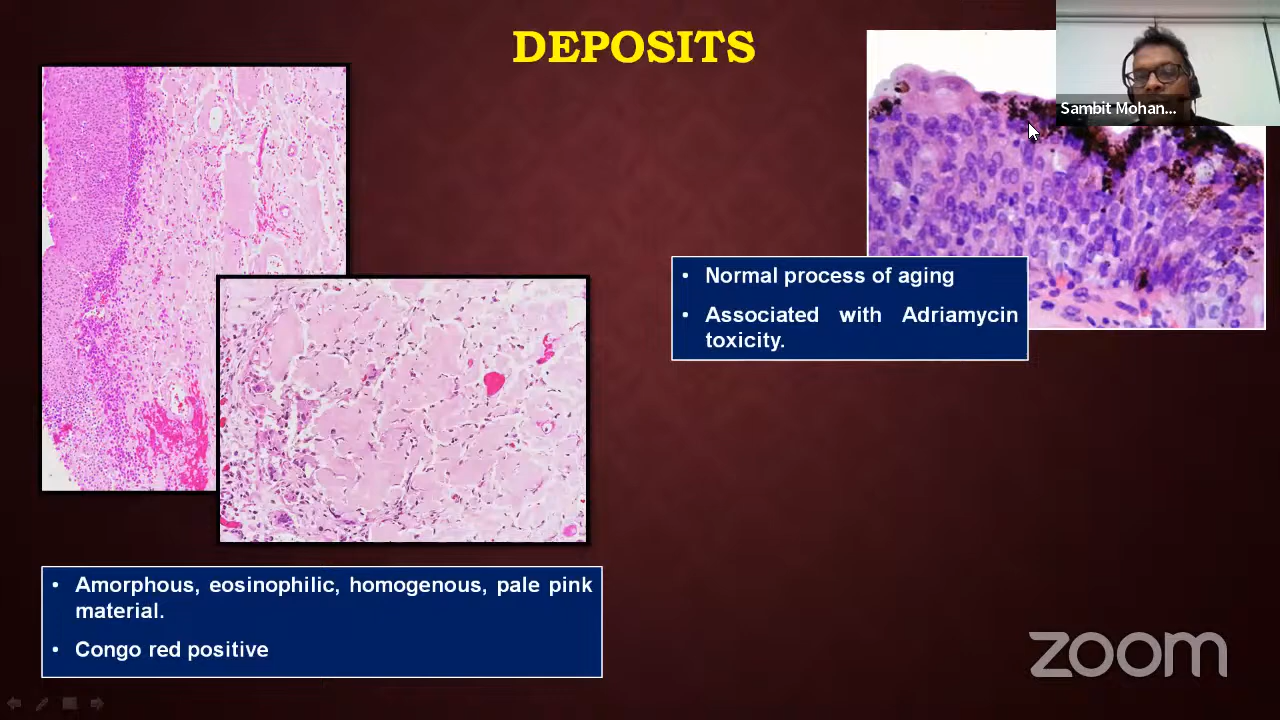 DEPOSITS
Sambit Mohan...
• Normal process of aging
• Associated with Adriamycin
toxicity.
• Amorphous, eosinophilic, homogenous, pale pink
material.
• Congo red positive
zoom